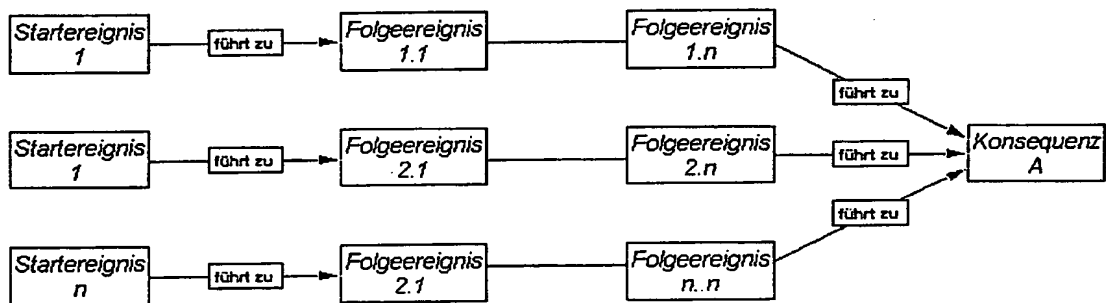 Startereignis
1
führt zu
Folgeereignis
1.1
Folgeereignis
1.n
führt zu
Startereignis
1
führt zu
Folgeereignis
2.1
Folgeereignis
2.n
führt zu
Konsequenz
A
führt zu
Startereignis
n
führt zu
Folgeereignis
2.1
Folgeereignis
n..n